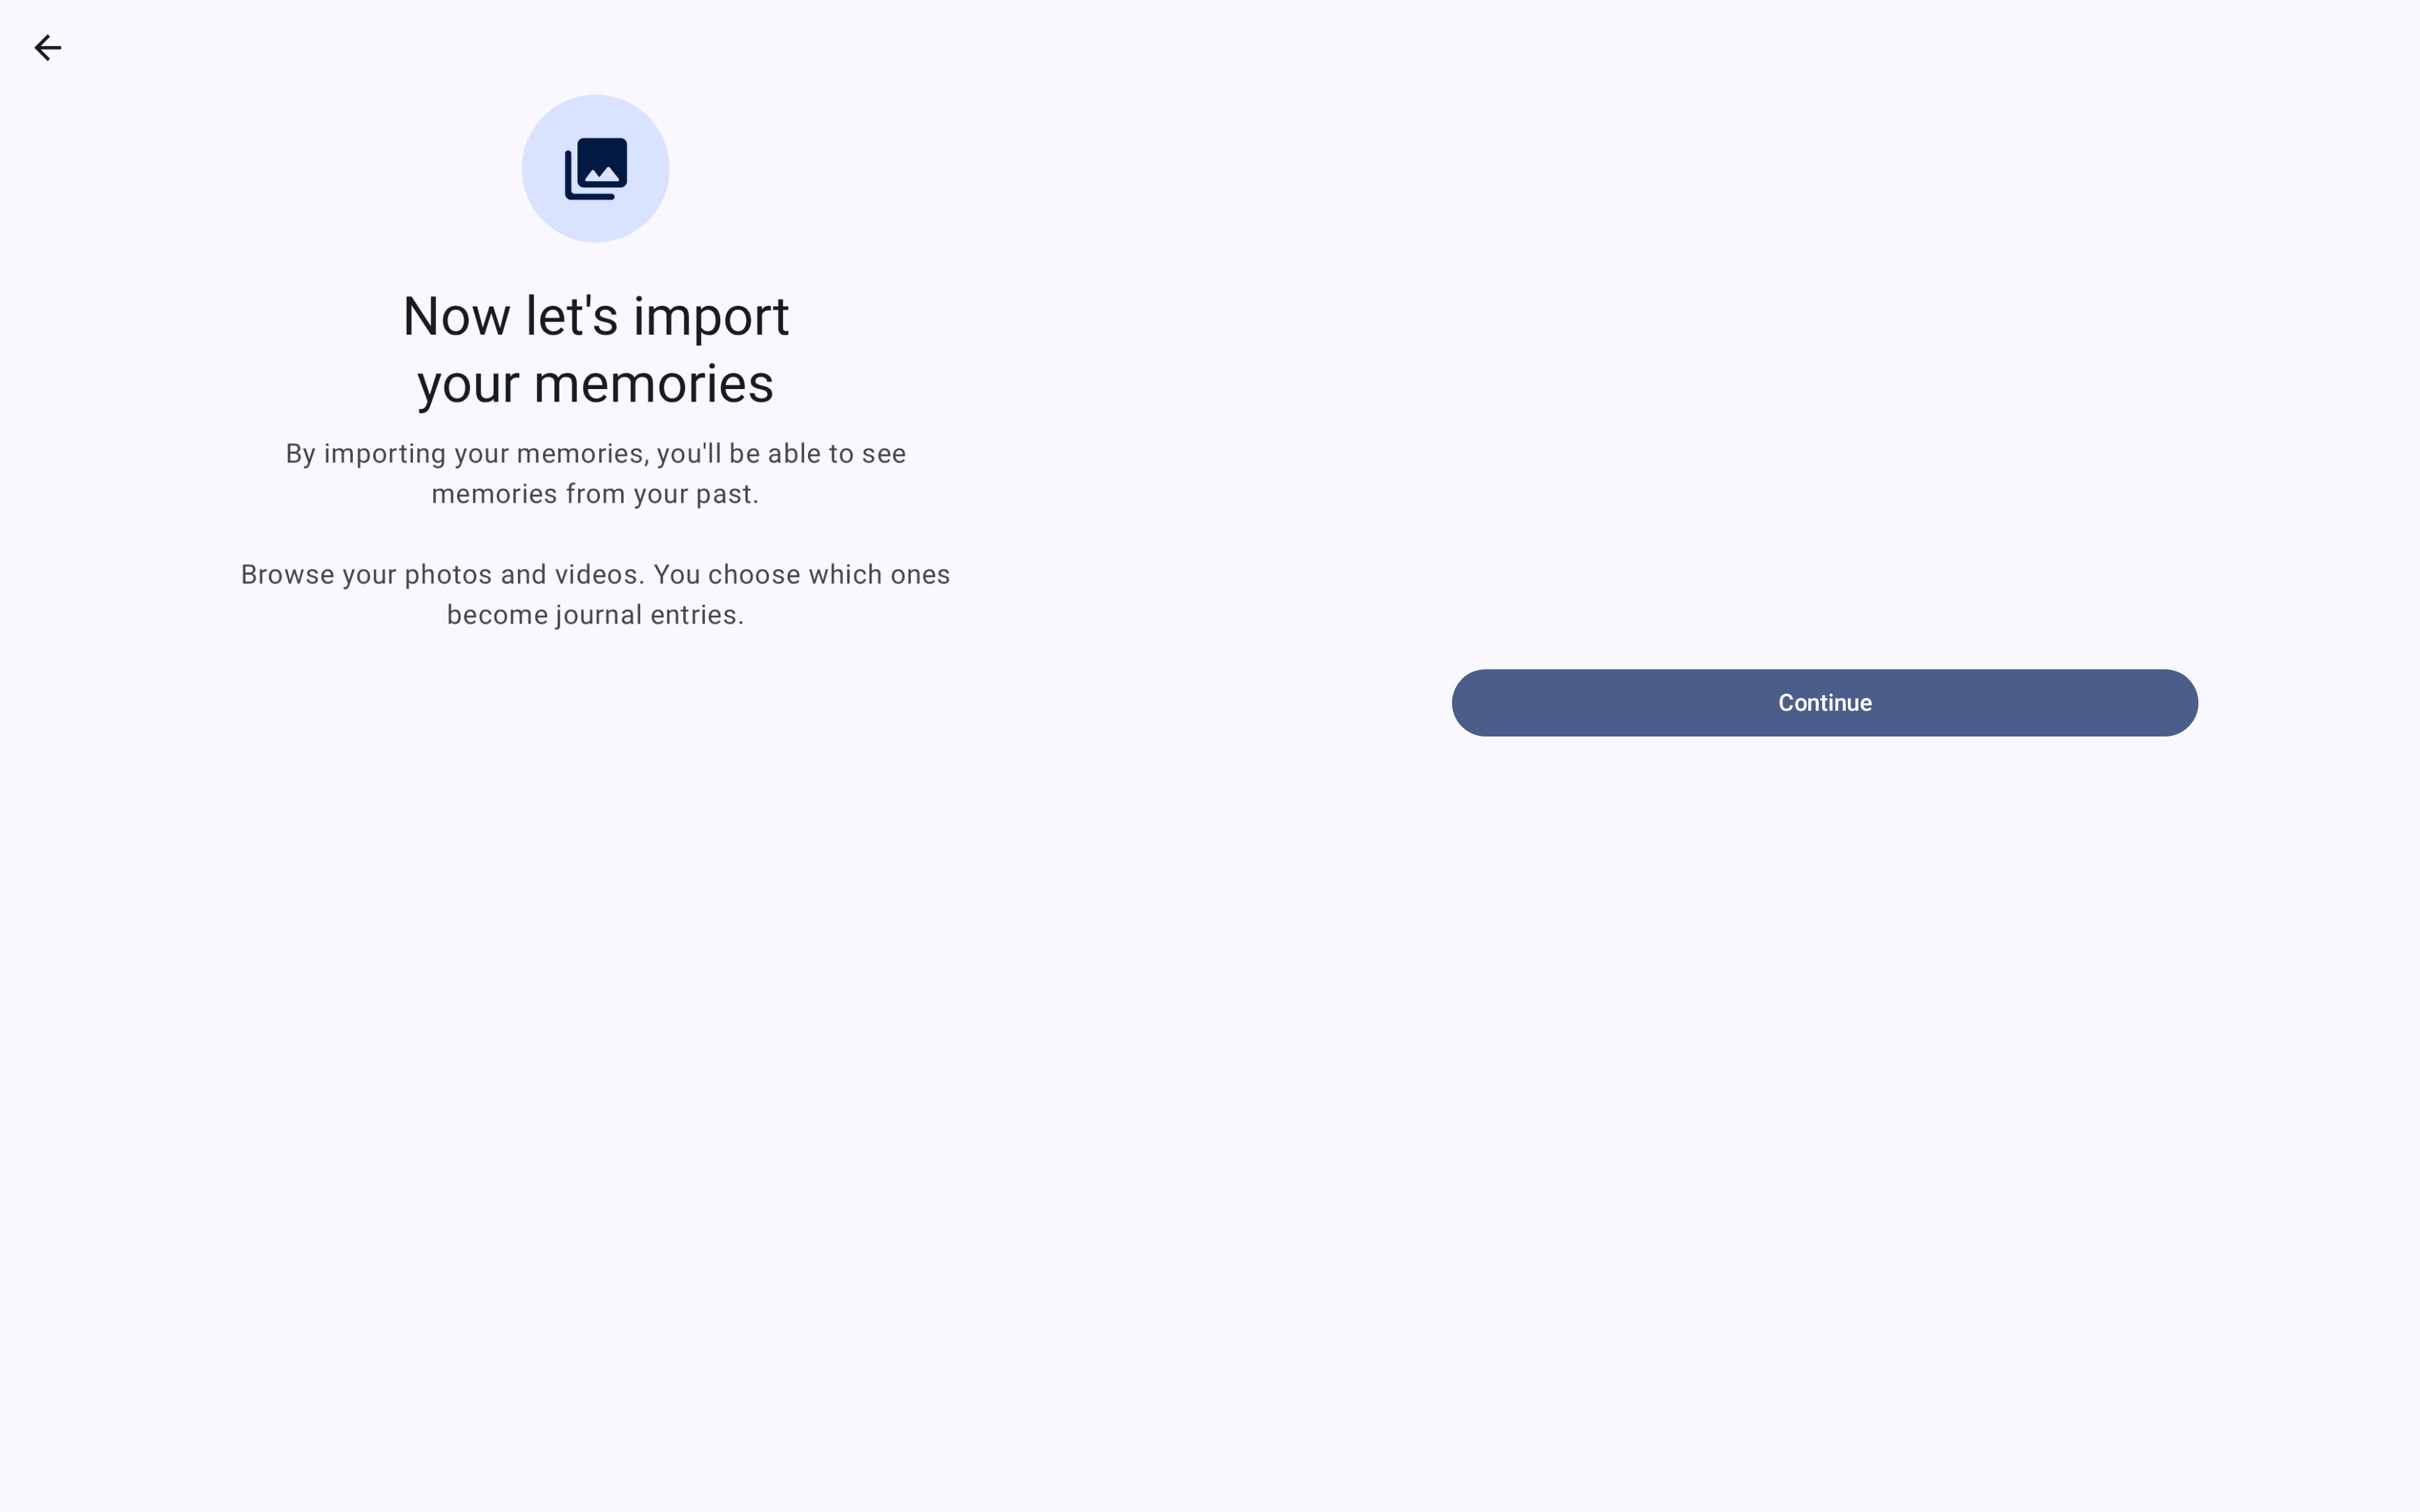 Now let's import
your memories
By importing your memories, you'll be able to see
memories from your past.
Browse your photos and videos. You choose which ones
become journal entries.
Continue